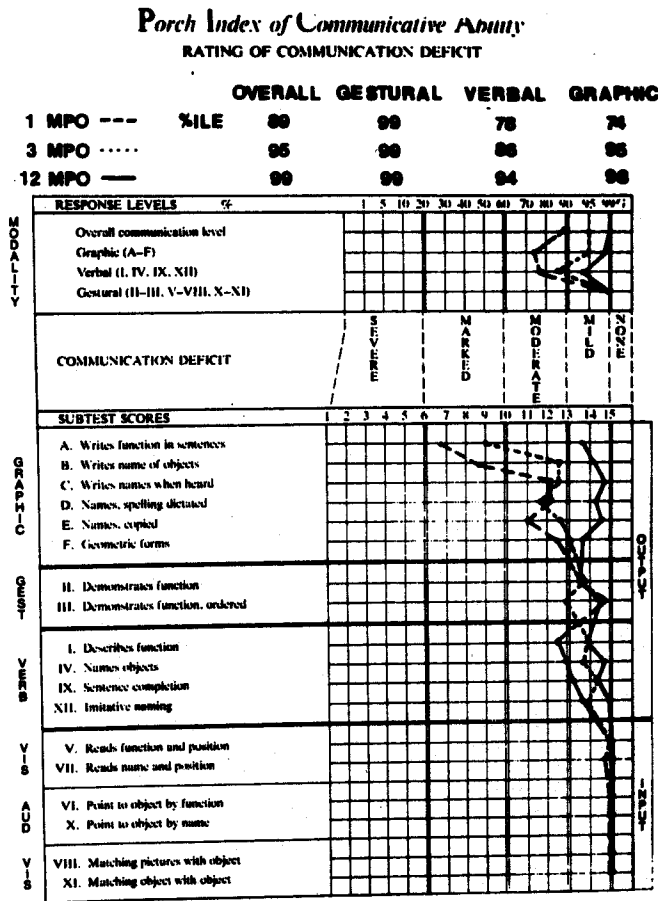 Porch Index of Communicative Ability
RATING OF COMMUNICATION DEFICIT
OVERALL GESTURAL VERBAL GRAPHIC
1 MPO --- %ILE 89 99 78 74
3 MPO ····· 95 99 86 95
12 MPO — 99 99 94 96
RESPONSE LEVELS % 1 5 10 20 30 40 50 60 70 80 90 95 99%
MODALITY
Overall communication level
Graphic (A–F)
Verbal (I, IV, IX, XII)
Gestural (II–III, V–VIII, X–XI)
COMMUNICATION DEFICIT
SEVERE
MARKED
MODERATE
MILD
NONE
SUBTEST SCORES 1 2 3 4 5 6 7 8 9 10 11 12 13 14 15
GRAPHIC
A. Writes function in sentences
B. Writes name of objects
C. Writes names when heard
D. Names, spelling dictated
E. Names, copied
F. Geometric forms
GEST
II. Demonstrates function
III. Demonstrates function, ordered
OUTPUT
VERB
I. Describes function
IV. Names objects
IX. Sentence completion
XII. Imitative naming
VIS
V. Reads function and position
VII. Reads name and position
AUD
VI. Point to object by function
X. Point to object by name
INPUT
VIS
VIII. Matching pictures with object
XI. Matching object with object